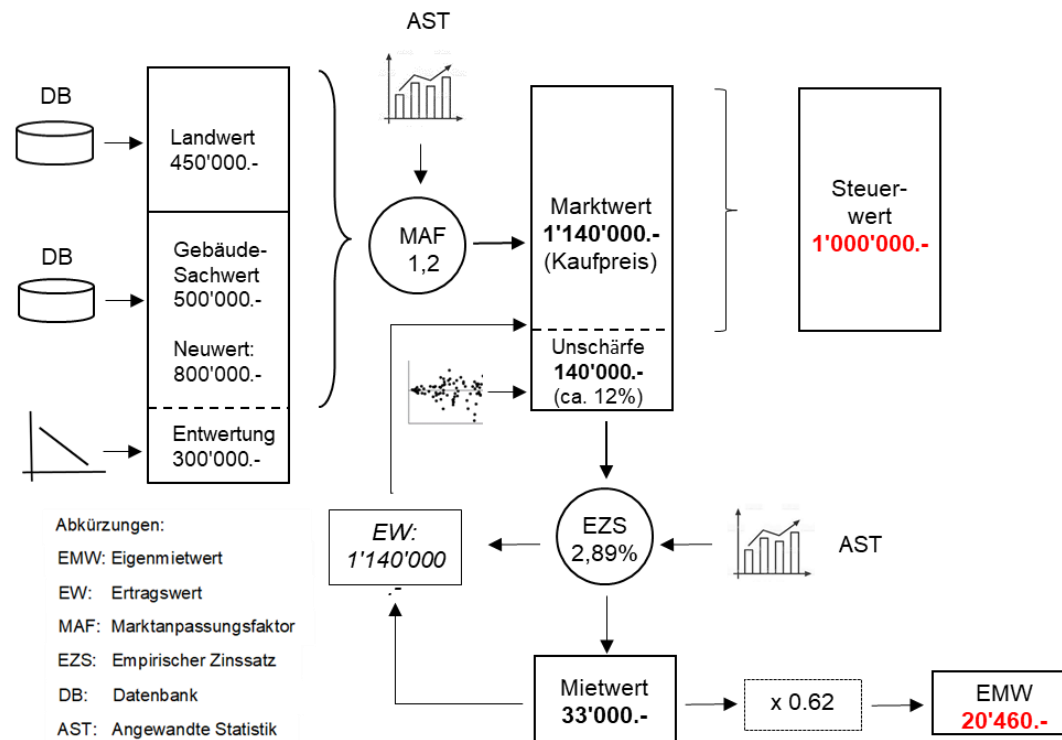 AST
DB
Landwert
450'000.-
DB
Gebäude-
Sachwert
500'000.-
Neuwert:
800'000.-
Entwertung
300'000.-
MAF
1,2
Marktwert
1'140'000.-
(Kaufpreis)
Unschärfe
140'000.-
(ca. 12%)
Steuer-
wert
1'000'000.-
EZS
2,89%
AST
EW:
1'140'000
.-
Mietwert
33'000.-
x 0.62
EMW
20'460.-
Abkürzungen:
EMW: Eigenmietwert
EW: Ertragswert
MAF: Marktanpassungsfaktor
EZS: Empirischer Zinssatz
DB: Datenbank
AST: Angewandte Statistik